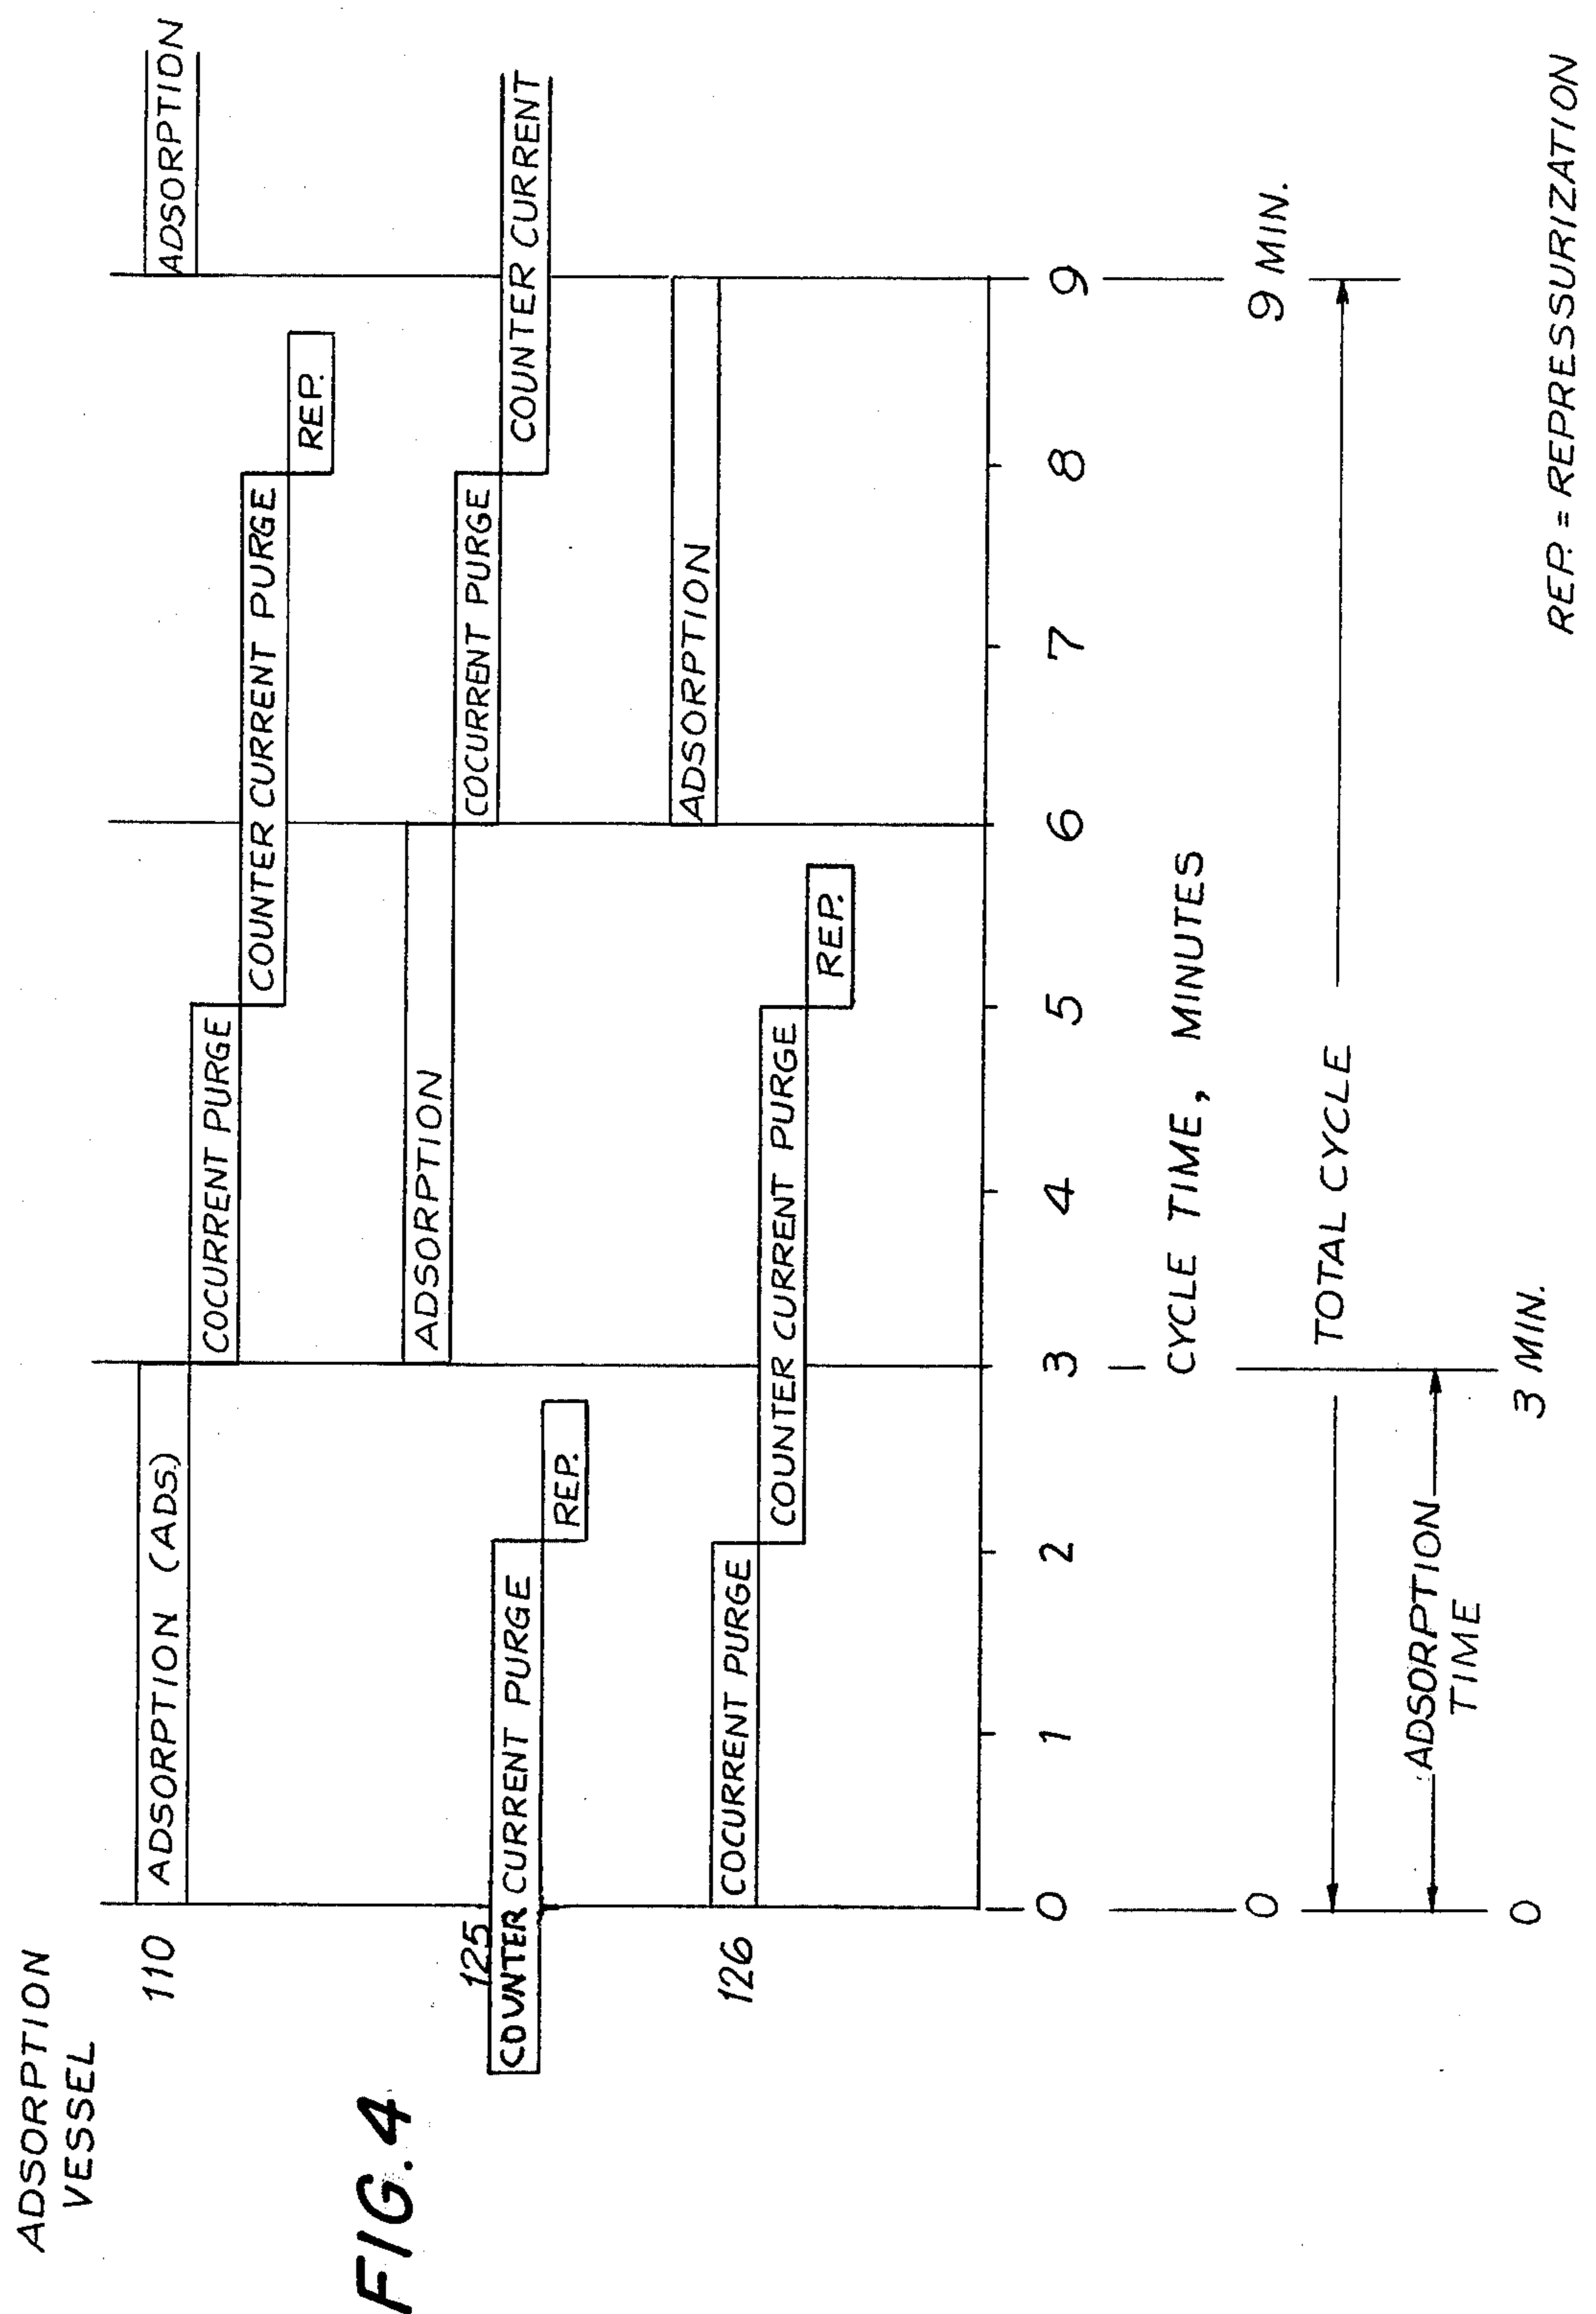 ADSORPTION
VESSEL
FIG. 4
110
ADSORPTION (ADS.)
COCURRENT PURGE
COUNTER CURRENT PURGE
REP.
ADSORPTION
125
COUNTER CURRENT PURGE
REP.
ADSORPTION
COCURRENT PURGE
COUNTER CURRENT
126
COCURRENT PURGE
COUNTER CURRENT PURGE
REP.
ADSORPTION
0 1 2 3 4 5 6 7 8 9
CYCLE TIME, MINUTES
0 9 MIN.
TOTAL CYCLE
ADSORPTION
TIME
0 3 MIN.
REP. = REPRESSURIZATION